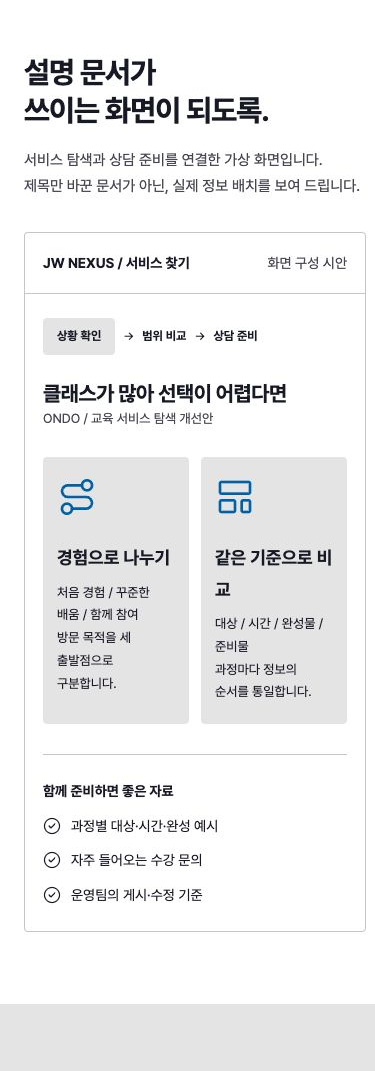 설명 문서가
쓰이는 화면이 되도록.
서비스 탐색과 상담 준비를 연결한 가상 화면입니다.
제목만 바꾼 문서가 아닌, 실제 정보 배치를 보여 드립니다.
JW NEXUS / 서비스 찾기
화면 구성 시안
상황 확인 → 범위 비교 → 상담 준비
클래스가 많아 선택이 어렵다면
ONDO / 교육 서비스 탐색 개선안
경험으로 나누기
처음 경험 / 꾸준한
배움 / 함께 참여
방문 목적을 세
출발점으로
구분합니다.
같은 기준으로 비
교
대상 / 시간 / 완성물 /
준비물
과정마다 정보의
순서를 통일합니다.
함께 준비하면 좋은 자료
과정별 대상·시간·완성 예시
자주 들어오는 수강 문의
운영팀의 게시·수정 기준